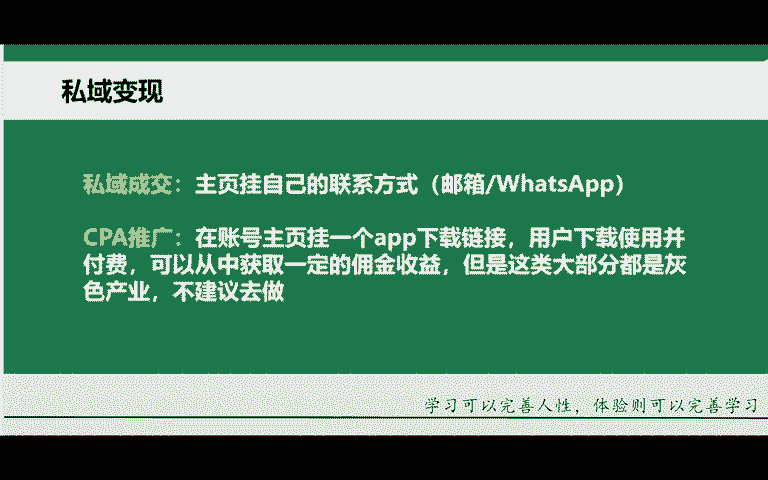 私域变现
私域成交：主页挂自己的联系方式（邮箱/WhatsApp）
CPA推广：在账号主页挂一个app下载链接，用户下载使用并
付费，可以从中获取一定的佣金收益，但是这类大部分都是灰
色产业，不建议去做
学习可以完善人性，体验则可以完善学习